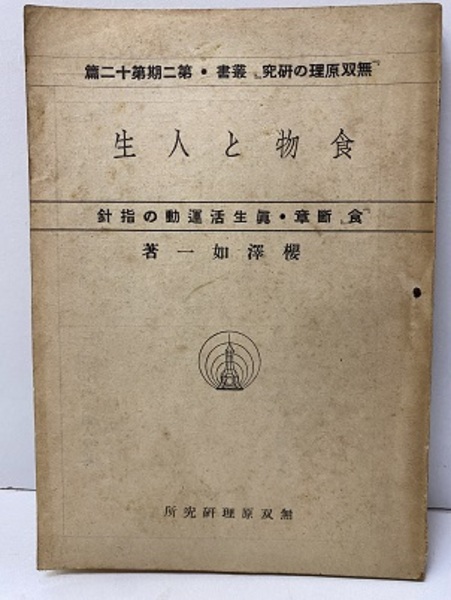 『無双原理の研究』叢書・第二期第十二篇
食物と人生
『食』斷章・眞生活運動の指針
櫻澤如一著
無双原理研究所